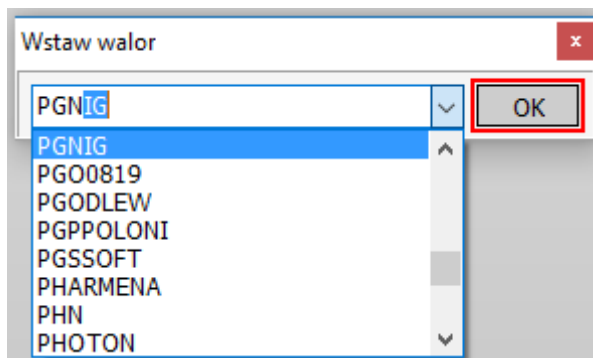 Wstaw walor
x
PGNIG
OK
PGNIG
PGO0819
PGODLEW
PGPPOLONI
PGSSOFT
PHARMENA
PHN
PHOTON